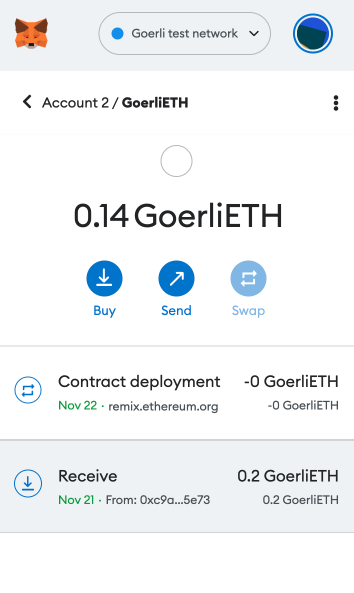 Goerli test network
Account 2 / GoerliETH
0.14 GoerliETH
Buy Send Swap
Contract deployment -0 GoerliETH
Nov 22 · remix.ethereum.org -0 GoerliETH
Receive 0.2 GoerliETH
Nov 21 · From: 0xc9a...5e73 0.2 GoerliETH